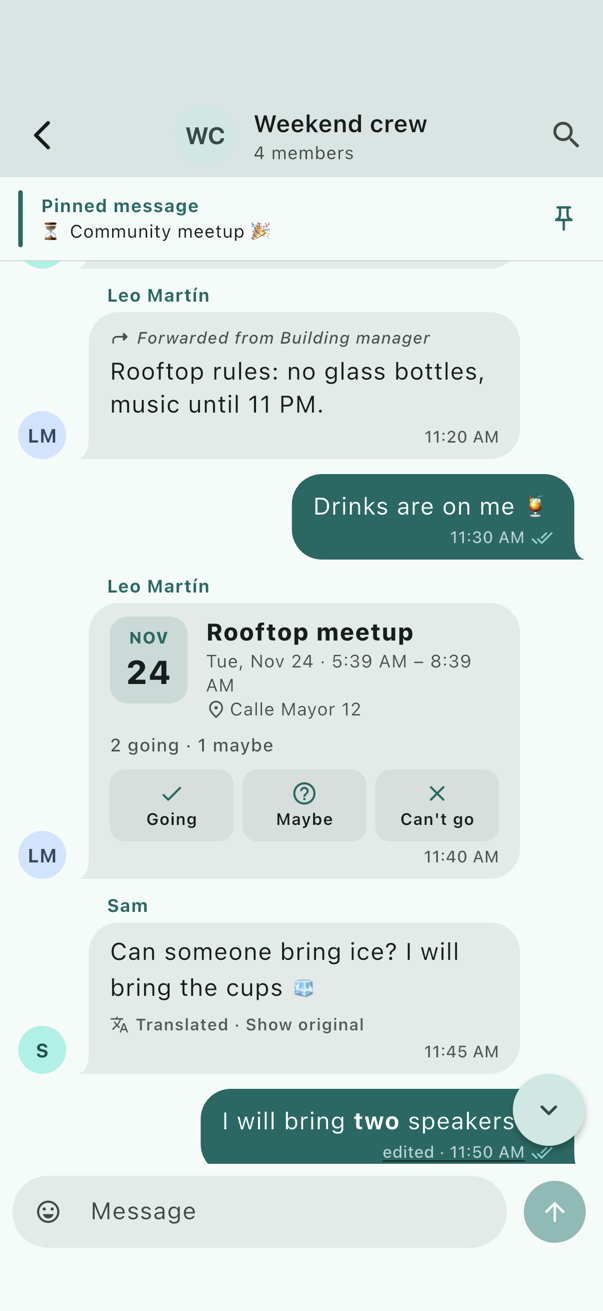 WC
Weekend crew
4 members
Pinned message
⏳ Community meetup 🎉
Leo Martín
Forwarded from Building manager
Rooftop rules: no glass bottles,
music until 11 PM.
LM
11:20 AM
Drinks are on me 🍹
11:30 AM
Leo Martín
NOV
24
Rooftop meetup
Tue, Nov 24 · 5:39 AM – 8:39
AM
Calle Mayor 12
2 going · 1 maybe
Going
Maybe
Can't go
LM
11:40 AM
Sam
Can someone bring ice? I will
bring the cups 🧊
Translated · Show original
S
11:45 AM
I will bring two speakers
edited · 11:50 AM
Message